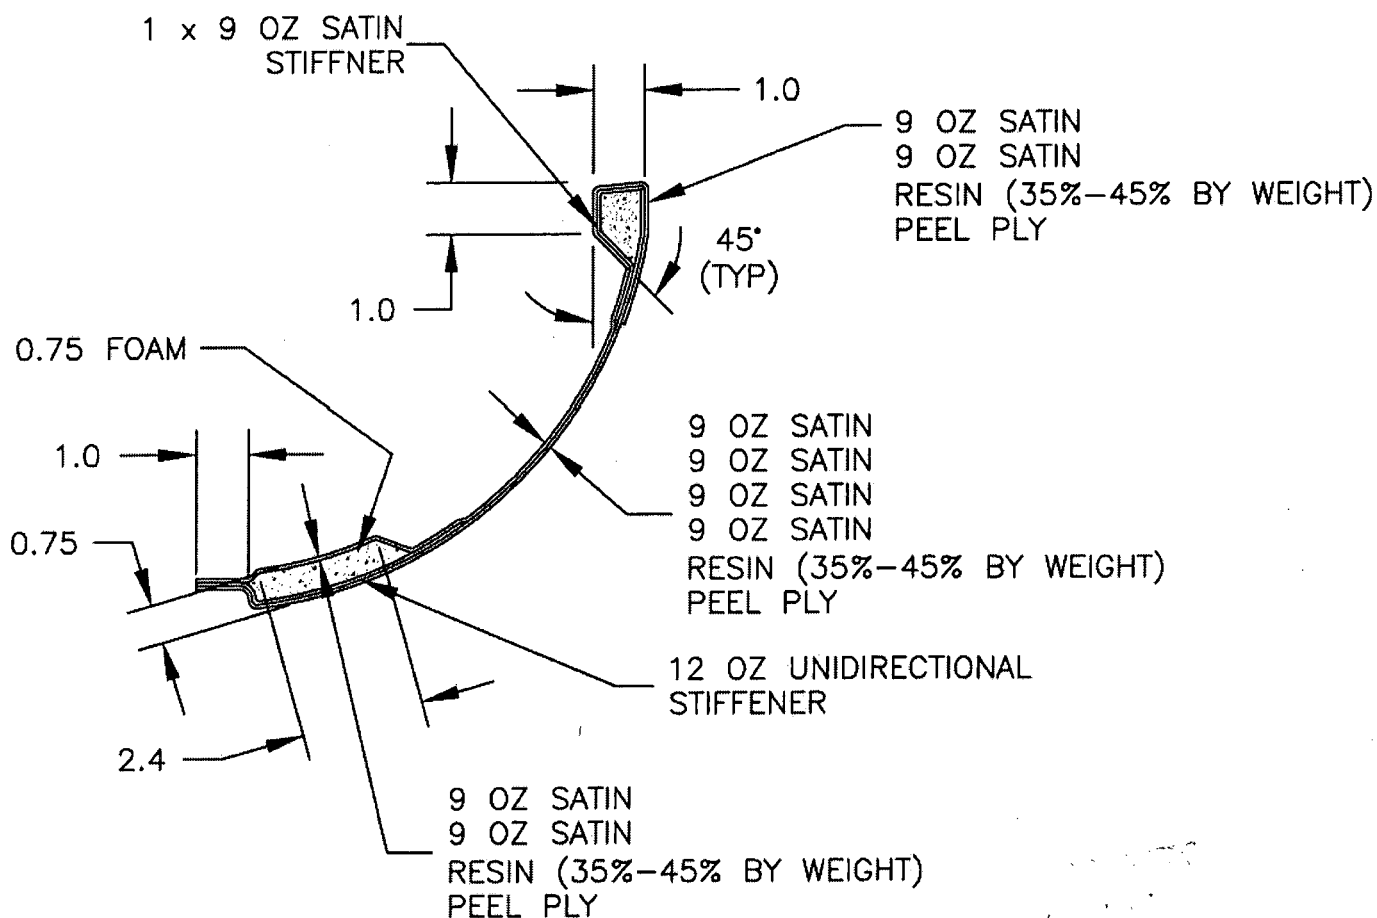 1 x 9 OZ SATIN
STIFFNER
1.0
9 OZ SATIN
9 OZ SATIN
RESIN (35%-45% BY WEIGHT)
PEEL PLY
45°
(TYP)
1.0
0.75 FOAM
1.0
0.75
9 OZ SATIN
9 OZ SATIN
9 OZ SATIN
9 OZ SATIN
RESIN (35%-45% BY WEIGHT)
PEEL PLY
12 OZ UNIDIRECTIONAL
STIFFENER
2.4
9 OZ SATIN
9 OZ SATIN
RESIN (35%-45% BY WEIGHT)
PEEL PLY